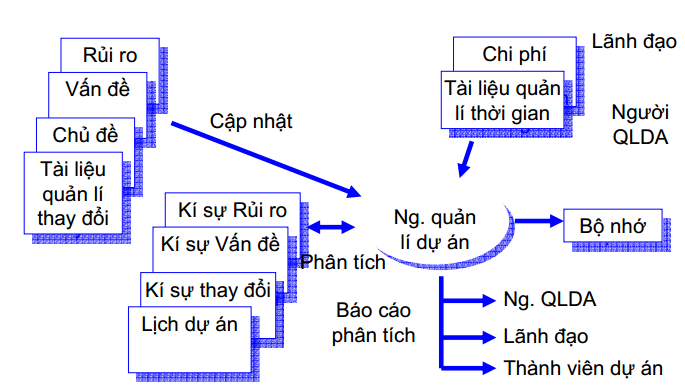 Rủi ro
Vấn đề
Chủ đề
Tài liệu
quản lí
thay đổi
Cập nhật
Chi phí
Tài liệu quản
lí thời gian
Lãnh đạo
Người
QLDA
Kí sự Rủi ro
Kí sự Vấn đề
Kí sự thay đổi
Lịch dự án
Phân tích
Ng. quản
lí dự án
Bộ nhớ
Báo cáo
phân tích
Ng. QLDA
Lãnh đạo
Thành viên dự án